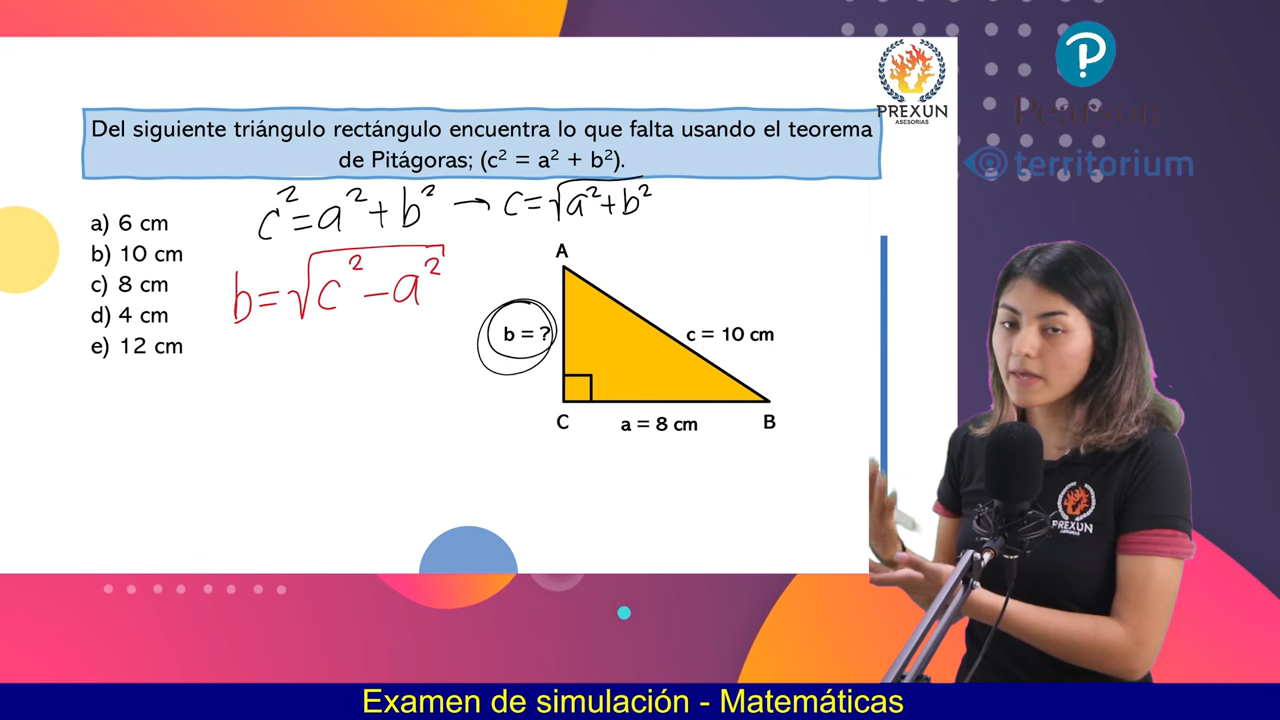 PREXUN
ASESORIAS
Pearson
territorium
Del siguiente triángulo rectángulo encuentra lo que falta usando el teorema
de Pitágoras; (c² = a² + b²).
c² = a² + b² → c = √a² + b²
a) 6 cm
b) 10 cm
c) 8 cm
d) 4 cm
e) 12 cm
b = √c² − a²
A
b = ?
c = 10 cm
C
a = 8 cm
B
PREXUN
Examen de simulación - Matemáticas